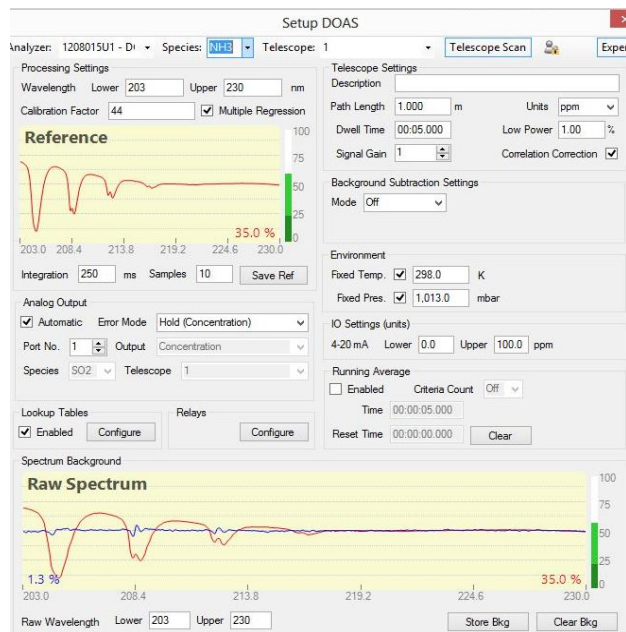 Setup DOAS
Analyzer: 1208015U1 - D Species: NH3 Telescope: 1 Telescope Scan
Processing Settings
Wavelength Lower 203 Upper 230 nm
Calibration Factor 44 Multiple Regression
Reference
100
75
50
25
0
35.0 %
203.0 208.4 213.8 219.2 224.6 230.0
Integration 250 ms Samples 10 Save Ref
Analog Output
Automatic Error Mode Hold (Concentration)
Port No. 1 Output Concentration
Species SO2 Telescope 1
Lookup Tables
Enabled Configure
Relays
Configure
Telescope Settings
Description
Path Length 1.000 m Units ppm
Dwell Time 00:05.000 Low Power 1.00 %
Signal Gain 1 Correlation Correction
Background Subtraction Settings
Mode Off
Environment
Fixed Temp. 298.0 K
Fixed Pres. 1,013.0 mbar
IO Settings (units)
4-20 mA Lower 0.0 Upper 100.0 ppm
Running Average
Enabled Criteria Count Off
Time 00:00:05.000
Reset Time 00:00:00.000 Clear
Spectrum Background
Raw Spectrum
100
75
50
25
0
1.3 % 35.0 %
203.0 208.4 213.8 219.2 224.6 230.0
Raw Wavelength Lower 203 Upper 230 Store Bkg Clear Bkg